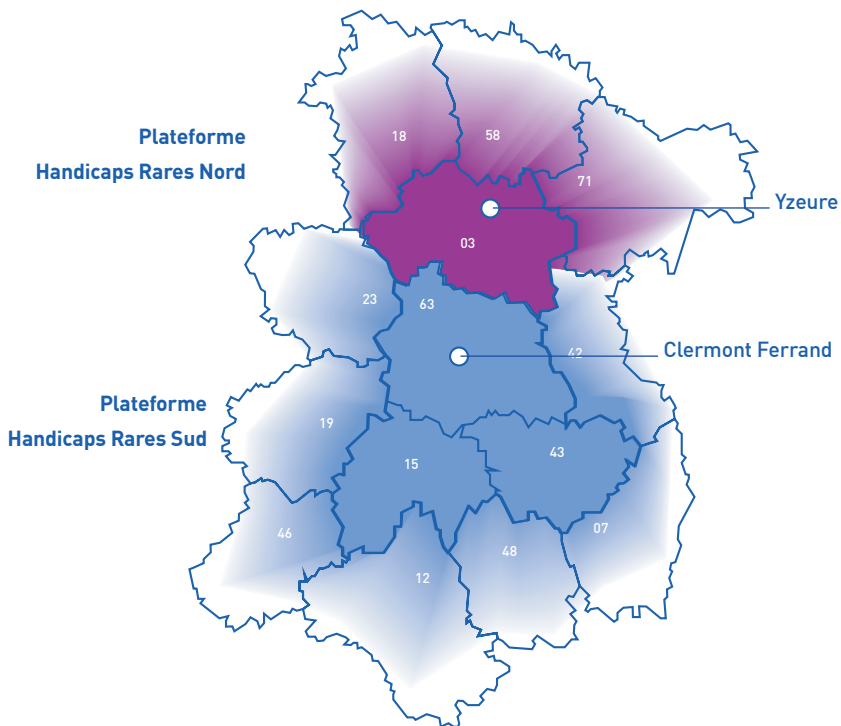 Plateforme
Handicaps Rares Nord
18
58
71
Yzeure
03
23
63
42
Clermont Ferrand
Plateforme
Handicaps Rares Sud
19
15
43
46
48
07
12